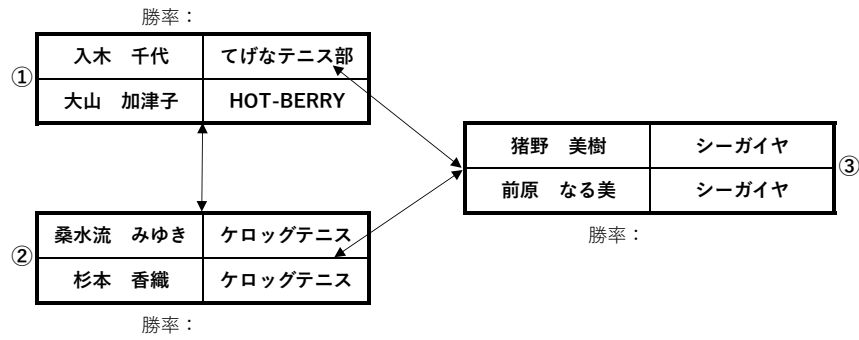 勝率：
① 入木　千代 てげなテニス部
大山　加津子 HOT-BERRY
猪野　美樹 シーガイヤ ③
前原　なる美 シーガイヤ
勝率：
② 桑水流　みゆき ケロッグテニス
杉本　香織 ケロッグテニス
勝率：